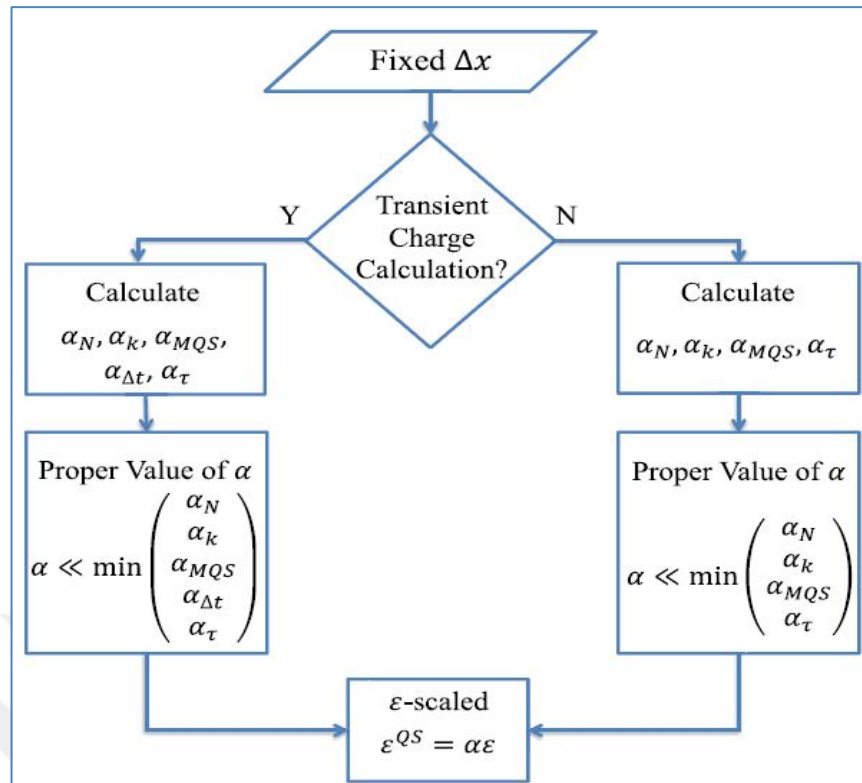 Fixed Δx
Transient
Charge
Calculation?
Y
N
Calculate
α_N, α_k, α_MQS,
α_Δt, α_τ
Calculate
α_N, α_k, α_MQS, α_τ
Proper Value of α
α ≪ min (α_N
α_k
α_MQS
α_Δt
α_τ)
Proper Value of α
α ≪ min (α_N
α_k
α_MQS
α_τ)
ε-scaled
ε^QS = αε